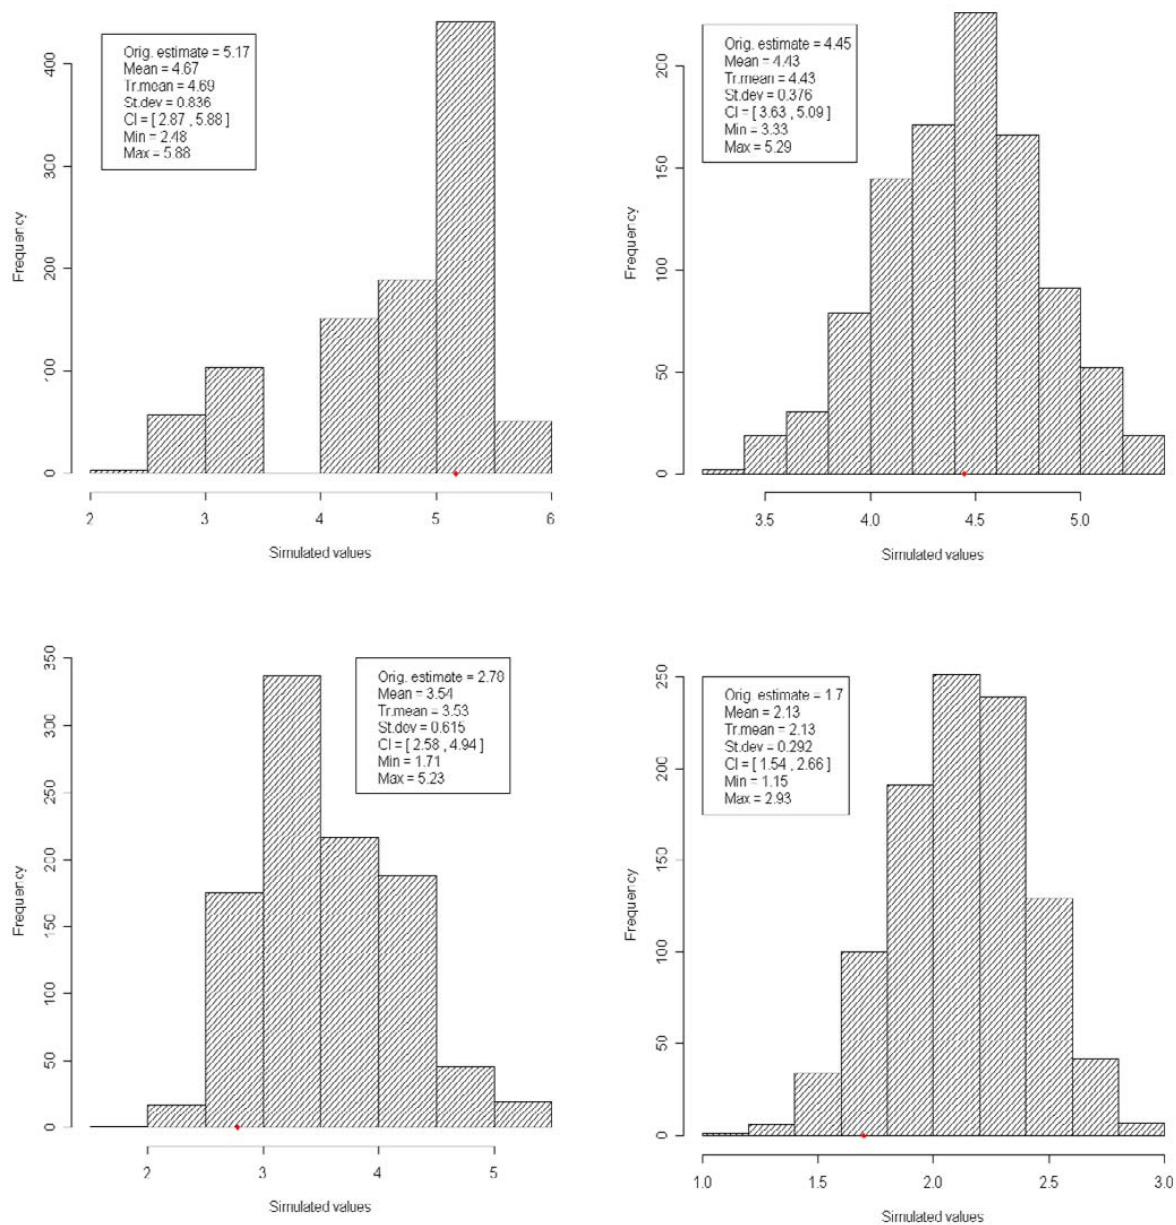 Orig. estimate = 5.17
Mean = 4.67
Tr.mean = 4.69
St.dev = 0.836
CI = [ 2.87 , 5.88 ]
Min = 2.48
Max = 5.88
Frequency
0 100 200 300 400
2 3 4 5 6
Simulated values
Orig. estimate = 4.45
Mean = 4.43
Tr.mean = 4.43
St.dev = 0.376
CI = [ 3.63 , 5.09 ]
Min = 3.33
Max = 5.29
Frequency
0 50 100 150 200
3.5 4.0 4.5 5.0
Simulated values
Orig. estimate = 2.78
Mean = 3.54
Tr.mean = 3.53
St.dev = 0.615
CI = [ 2.58 , 4.94 ]
Min = 1.71
Max = 5.23
Frequency
0 50 100 150 200 250 300 350
2 3 4 5
Simulated values
Orig. estimate = 1.7
Mean = 2.13
Tr.mean = 2.13
St.dev = 0.292
CI = [ 1.54 , 2.66 ]
Min = 1.15
Max = 2.93
Frequency
0 50 100 150 200 250
1.0 1.5 2.0 2.5 3.0
Simulated values